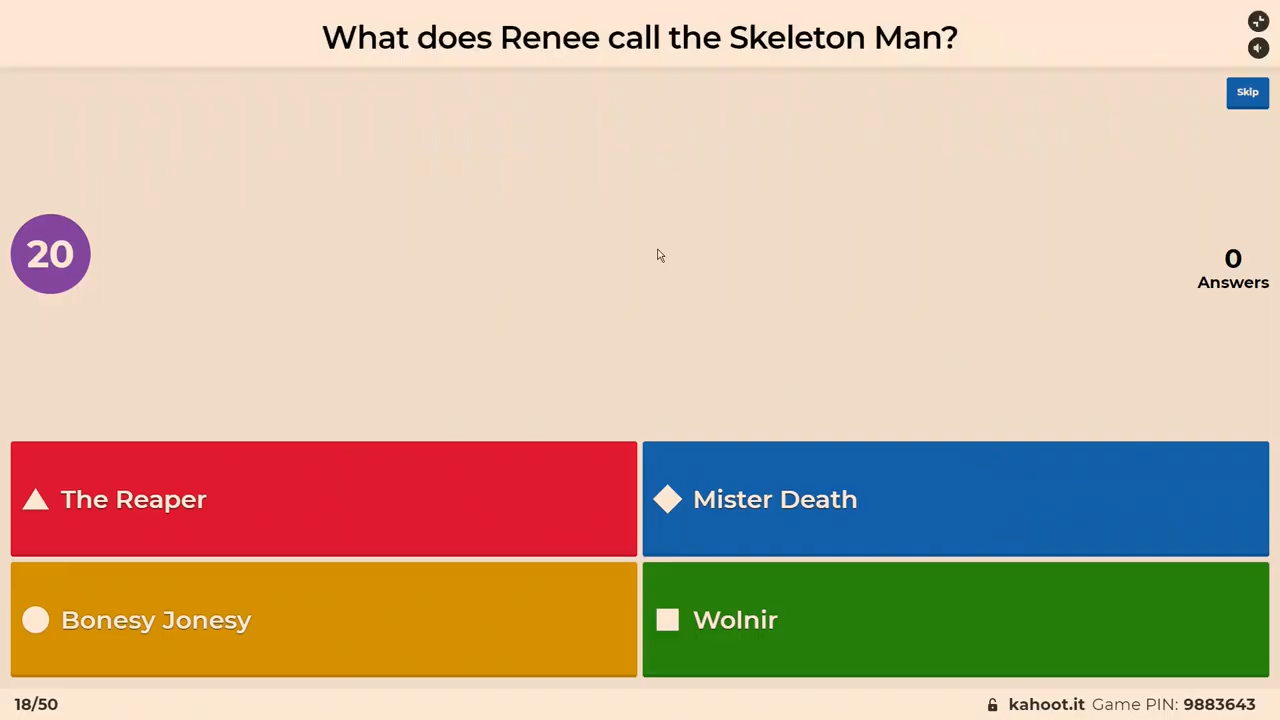 What does Renee call the Skeleton Man?
Skip
20
0
Answers
The Reaper
Mister Death
Bonesy Jonesy
Wolnir
18/50
kahoot.it Game PIN: 9883643